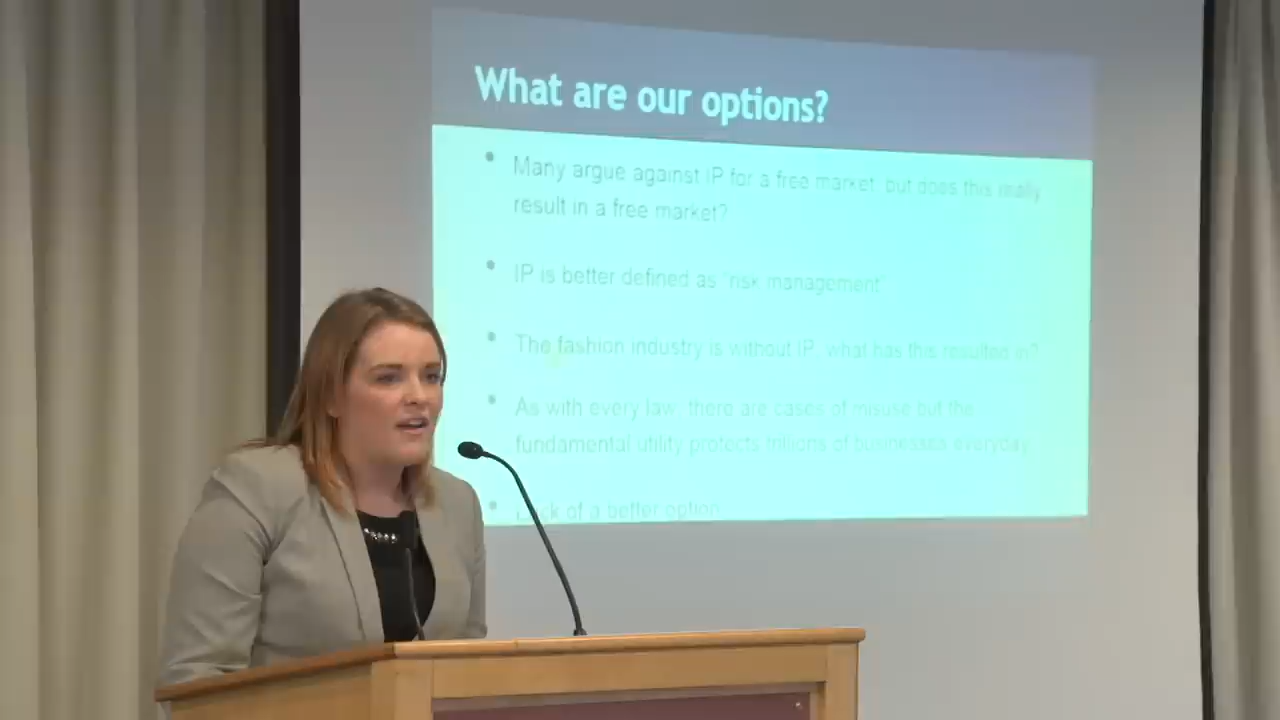 What are our options?
• Many argue against IP for a free market, but does this really
result in a free market?
• IP is better defined as "risk management"
• The fashion industry is without IP, what has this resulted in?
• As with every law, there are cases of misuse but the
fundamental utility protects trillions of businesses everyday
• Lack of a better option